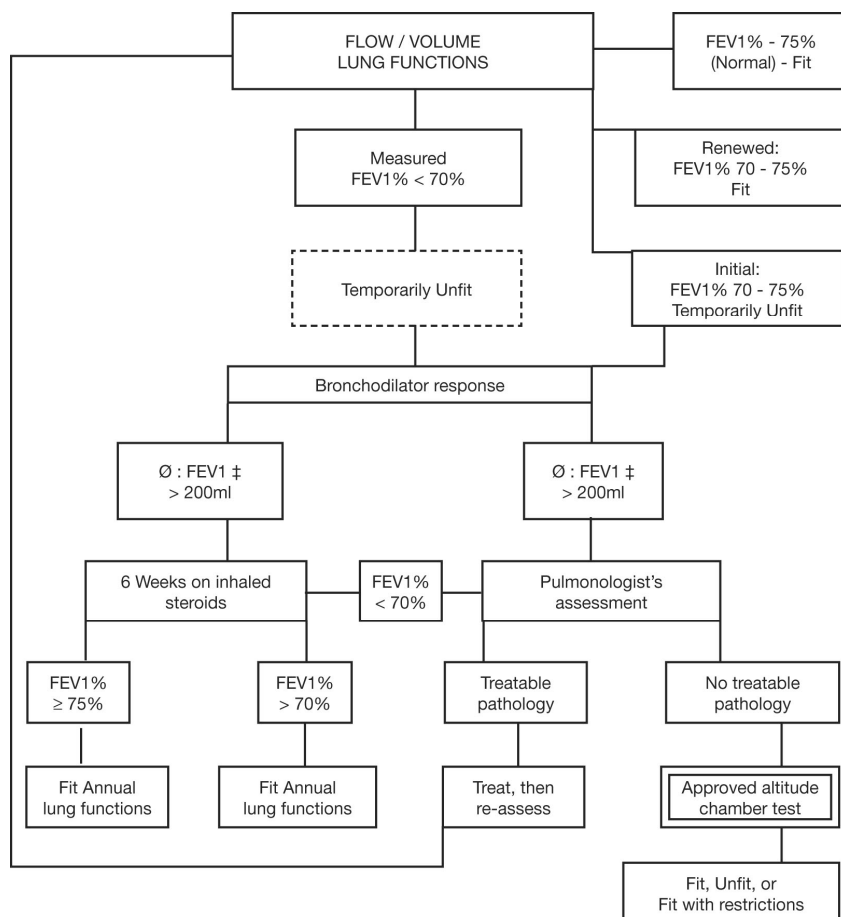 FLOW / VOLUME
LUNG FUNCTIONS
FEV1% - 75%
(Normal) - Fit
Measured
FEV1% < 70%
Renewed:
FEV1% 70 - 75%
Fit
Temporarily Unfit
Initial:
FEV1% 70 - 75%
Temporarily Unfit
Bronchodilator response
Ø : FEV1 ‡
> 200ml
Ø : FEV1 ‡
> 200ml
6 Weeks on inhaled
steroids
FEV1%
< 70%
Pulmonologist's
assessment
FEV1%
≥ 75%
FEV1%
> 70%
Treatable
pathology
No treatable
pathology
Fit Annual
lung functions
Fit Annual
lung functions
Treat, then
re-assess
Approved altitude
chamber test
Fit, Unfit, or
Fit with restrictions